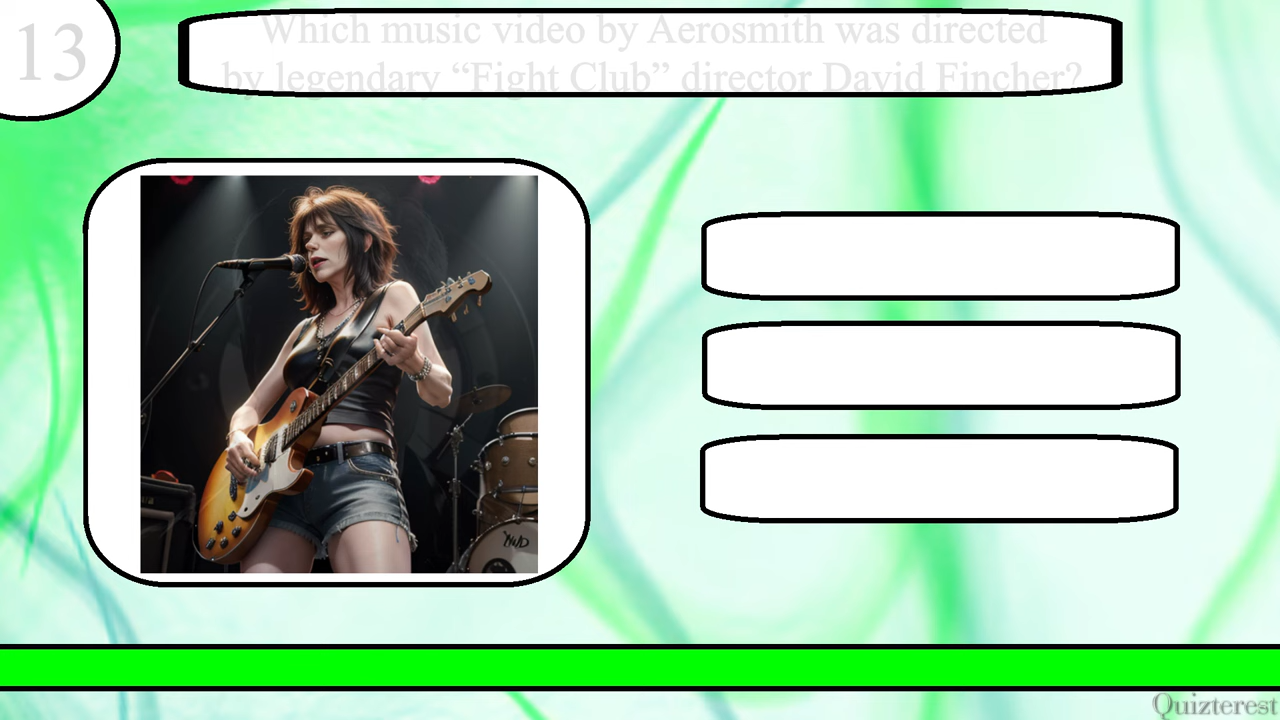 13
Which music video by Aerosmith was directed
by legendary “Fight Club” director David Fincher?
Quizterest